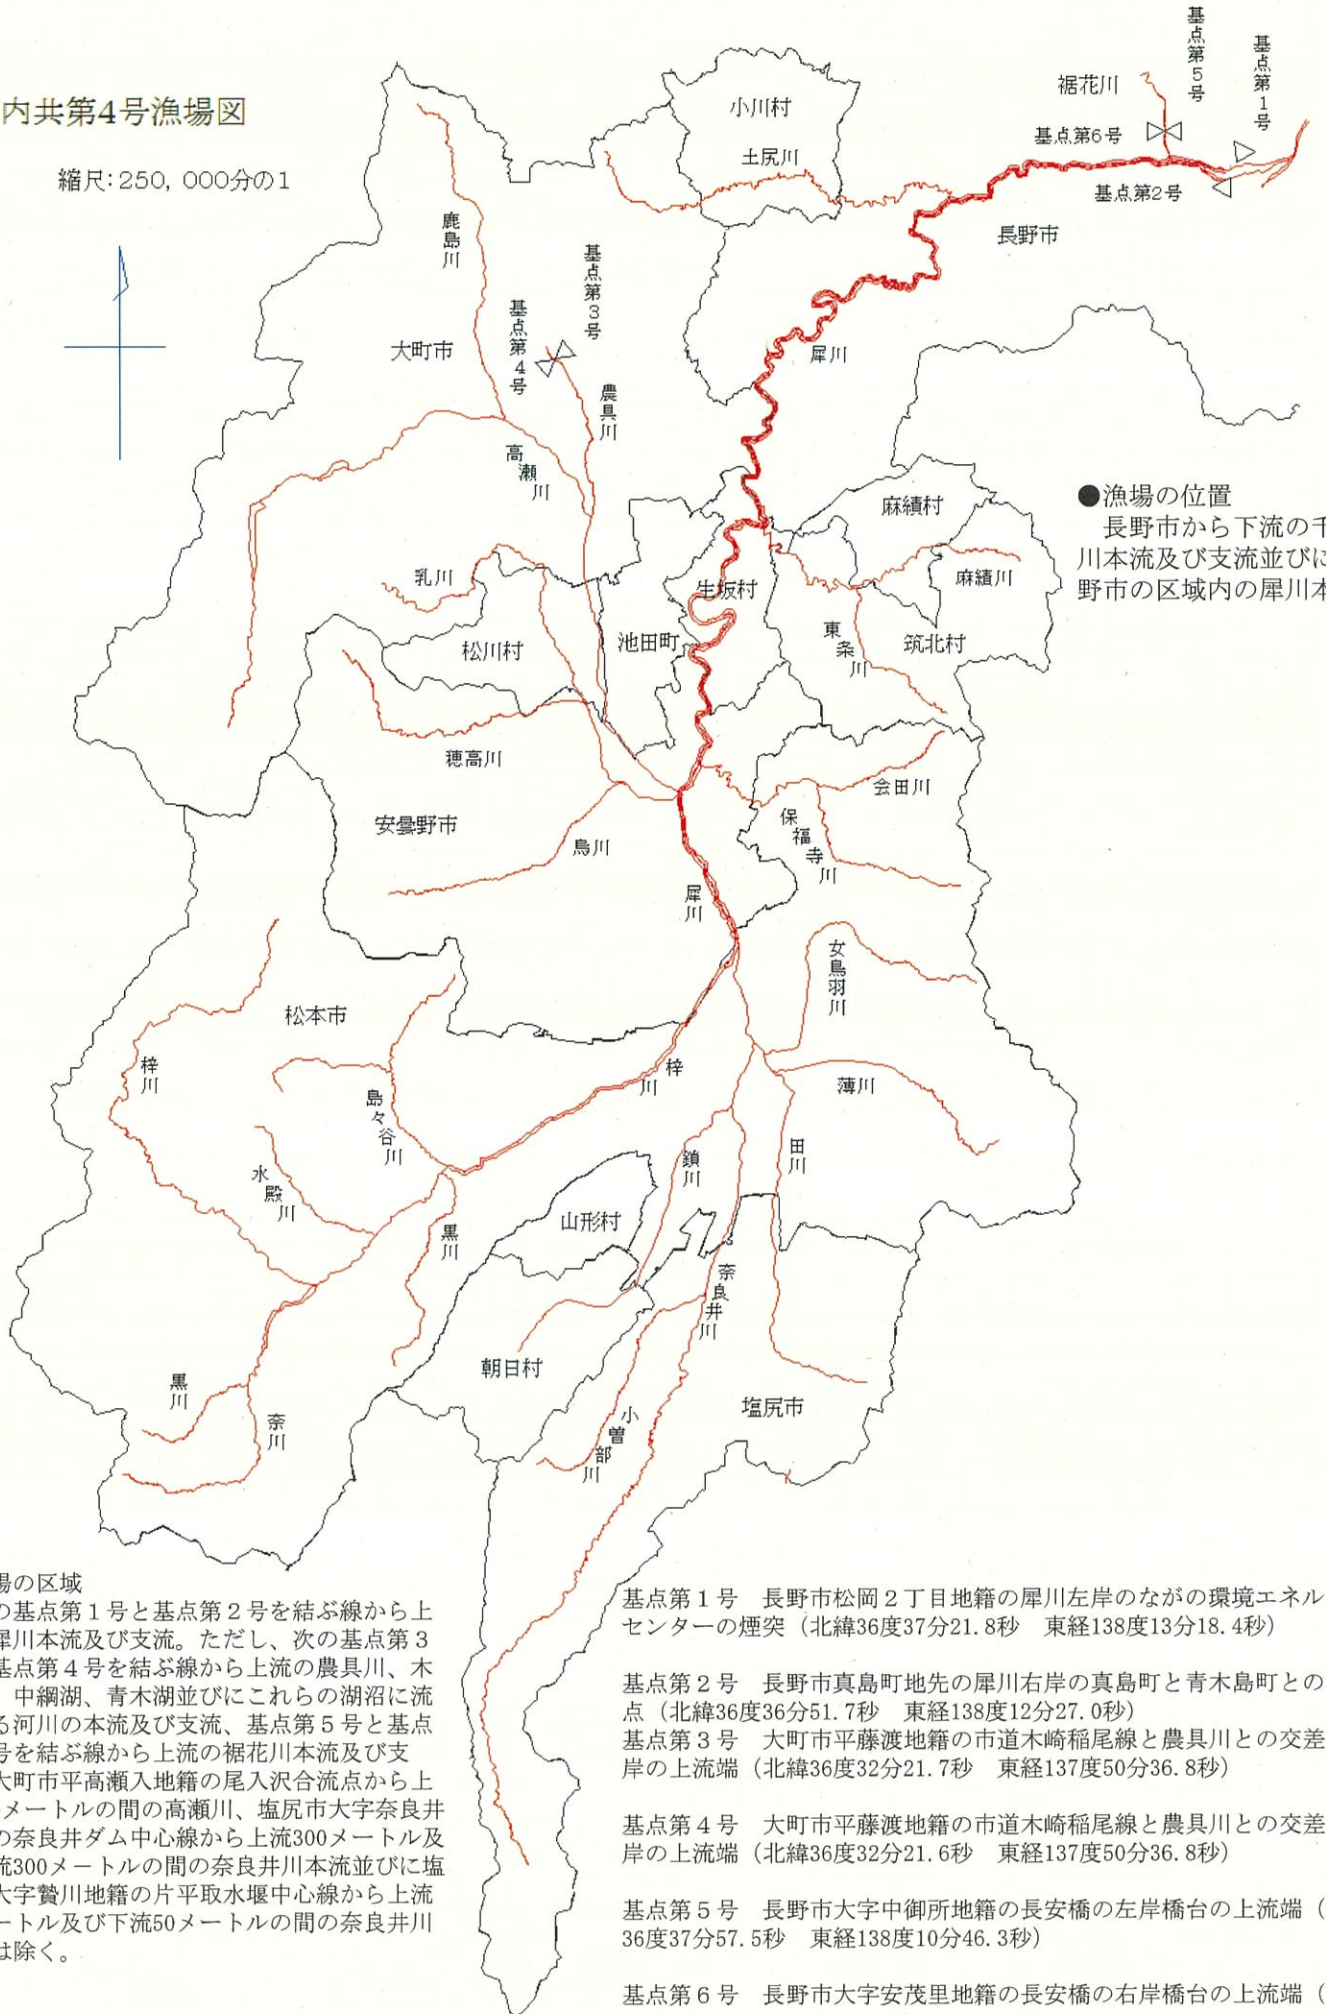 内共第4号漁場図
縮尺:250,000分の1
小川村
土尻川
裾花川
基点第5号
基点第1号
基点第6号
基点第2号
長野市
鹿島川
基点第3号
基点第4号
大町市
農具川
犀川
高瀬川
●漁場の位置
長野市から下流の千
川本流及び支流並びに
野市の区域内の犀川本
麻績村
麻績川
乳川
生坂村
松川村
池田町
東条川
筑北村
穂高川
会田川
安曇野市
保福寺川
烏川
犀川
女鳥羽川
松本市
梓川
梓川
薄川
島々谷川
田川
鎖川
水殿川
山形村
黒川
奈良井川
朝日村
黒川
塩尻市
奈川
小曽部川
場の区域
の基点第1号と基点第2号を結ぶ線から上
犀川本流及び支流。ただし、次の基点第3
基点第4号を結ぶ線から上流の農具川、木
、中綱湖、青木湖並びにこれらの湖沼に流
る河川の本流及び支流、基点第5号と基点
号を結ぶ線から上流の裾花川本流及び支
大町市平高瀬入地籍の尾入沢合流点から上
メートルの間の高瀬川、塩尻市大字奈良井
の奈良井ダム中心線から上流300メートル及
流300メートルの間の奈良井川本流並びに塩
大字贄川地籍の片平取水堰中心線から上流
ートル及び下流50メートルの間の奈良井川
は除く。
基点第1号　長野市松岡2丁目地籍の犀川左岸のながの環境エネル
センターの煙突（北緯36度37分21.8秒　東経138度13分18.4秒）
基点第2号　長野市真島町地先の犀川右岸の真島町と青木島町との
点（北緯36度36分51.7秒　東経138度12分27.0秒）
基点第3号　大町市平藤渡地籍の市道木崎稲尾線と農具川との交差
岸の上流端（北緯36度32分21.7秒　東経137度50分36.8秒）
基点第4号　大町市平藤渡地籍の市道木崎稲尾線と農具川との交差
岸の上流端（北緯36度32分21.6秒　東経137度50分36.8秒）
基点第5号　長野市大字中御所地籍の長安橋の左岸橋台の上流端（
36度37分57.5秒　東経138度10分46.3秒）
基点第6号　長野市大字安茂里地籍の長安橋の右岸橋台の上流端（